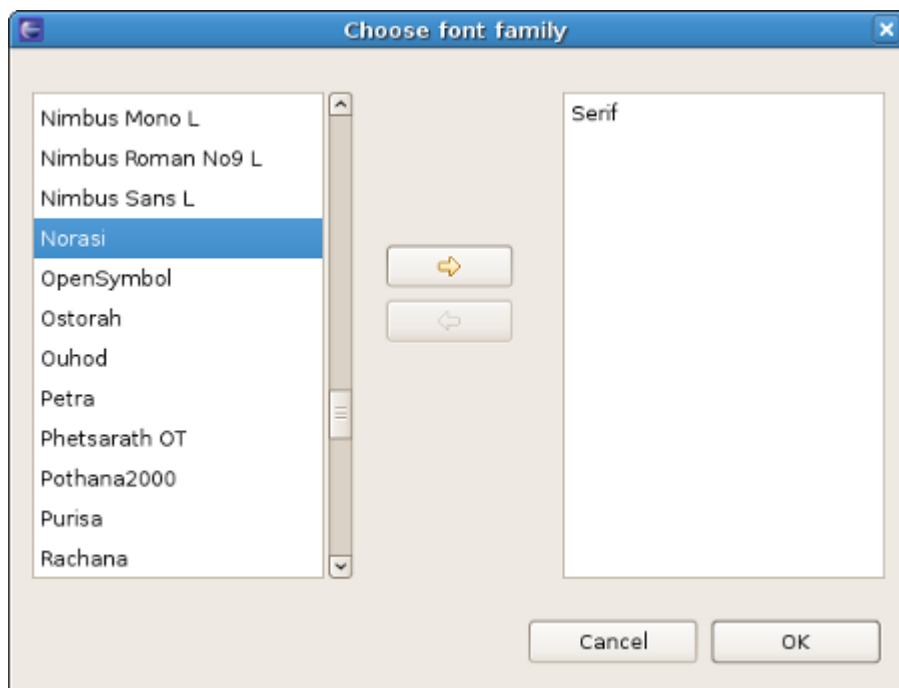 Choose font family
Nimbus Mono L
Nimbus Roman No9 L
Nimbus Sans L
Norasi
OpenSymbol
Ostorah
Ouhod
Petra
Phetsarath OT
Pothana2000
Purisa
Rachana
Serif
Cancel
OK